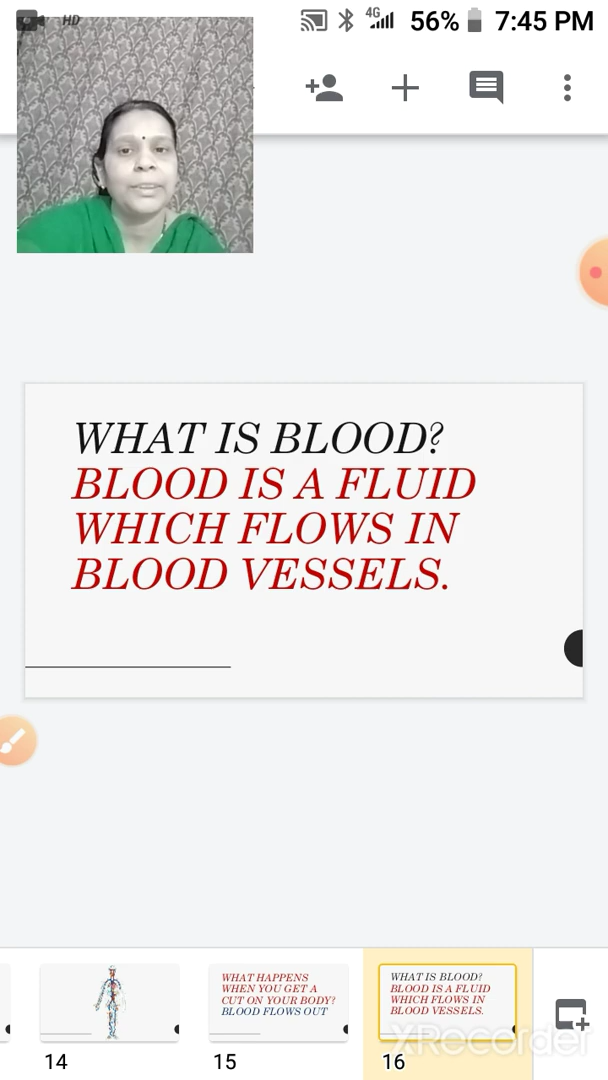 HD
4G
56%
7:45 PM
WHAT IS BLOOD?
BLOOD IS A FLUID
WHICH FLOWS IN
BLOOD VESSELS.
WHAT HAPPENS
WHEN YOU GET A
CUT ON YOUR BODY?
BLOOD FLOWS OUT
WHAT IS BLOOD?
BLOOD IS A FLUID
WHICH FLOWS IN
BLOOD VESSELS.
14
15
16
XRecorder